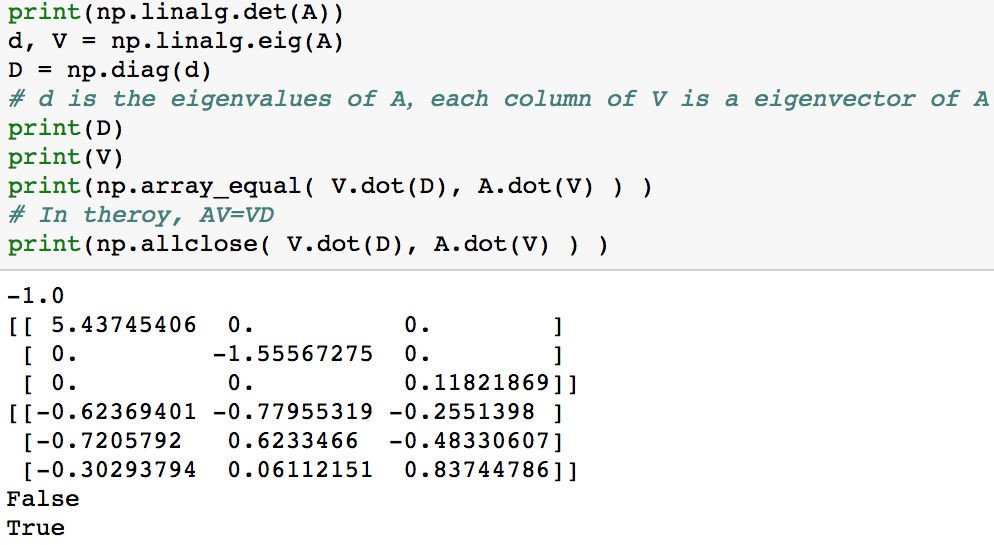 print(np.linalg.det(A))
d, V = np.linalg.eig(A)
D = np.diag(d)
# d is the eigenvalues of A, each column of V is a eigenvector of A
print(D)
print(V)
print(np.array_equal( V.dot(D), A.dot(V) ) )
# In theroy, AV=VD
print(np.allclose( V.dot(D), A.dot(V) ) )
-1.0
[[ 5.43745406  0.          0.        ]
 [ 0.         -1.55567275  0.        ]
 [ 0.          0.          0.11821869]]
[[-0.62369401 -0.77955319 -0.2551398 ]
 [-0.7205792   0.6233466  -0.48330607]
 [-0.30293794  0.06112151  0.83744786]]
False
True